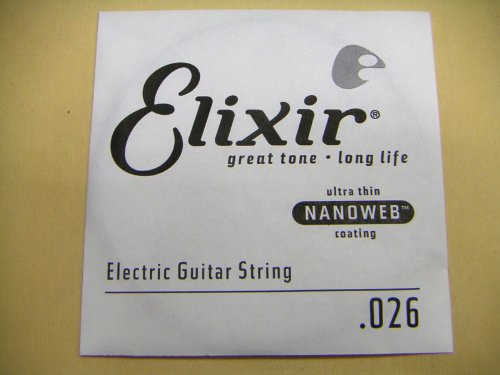 Elixir®
great tone • long life
ultra thin
NANOWEB™
coating
Electric Guitar String
.026